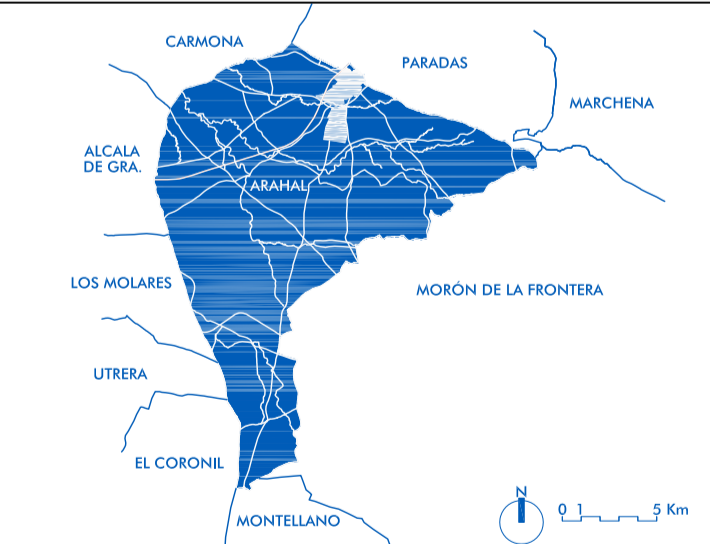 CARMONA
PARADAS
MARCHENA
ALCALA
DE GRA.
ARAHAL
LOS MOLARES
MORÓN DE LA FRONTERA
UTRERA
EL CORONIL
MONTELLANO
N
0 1 5 Km